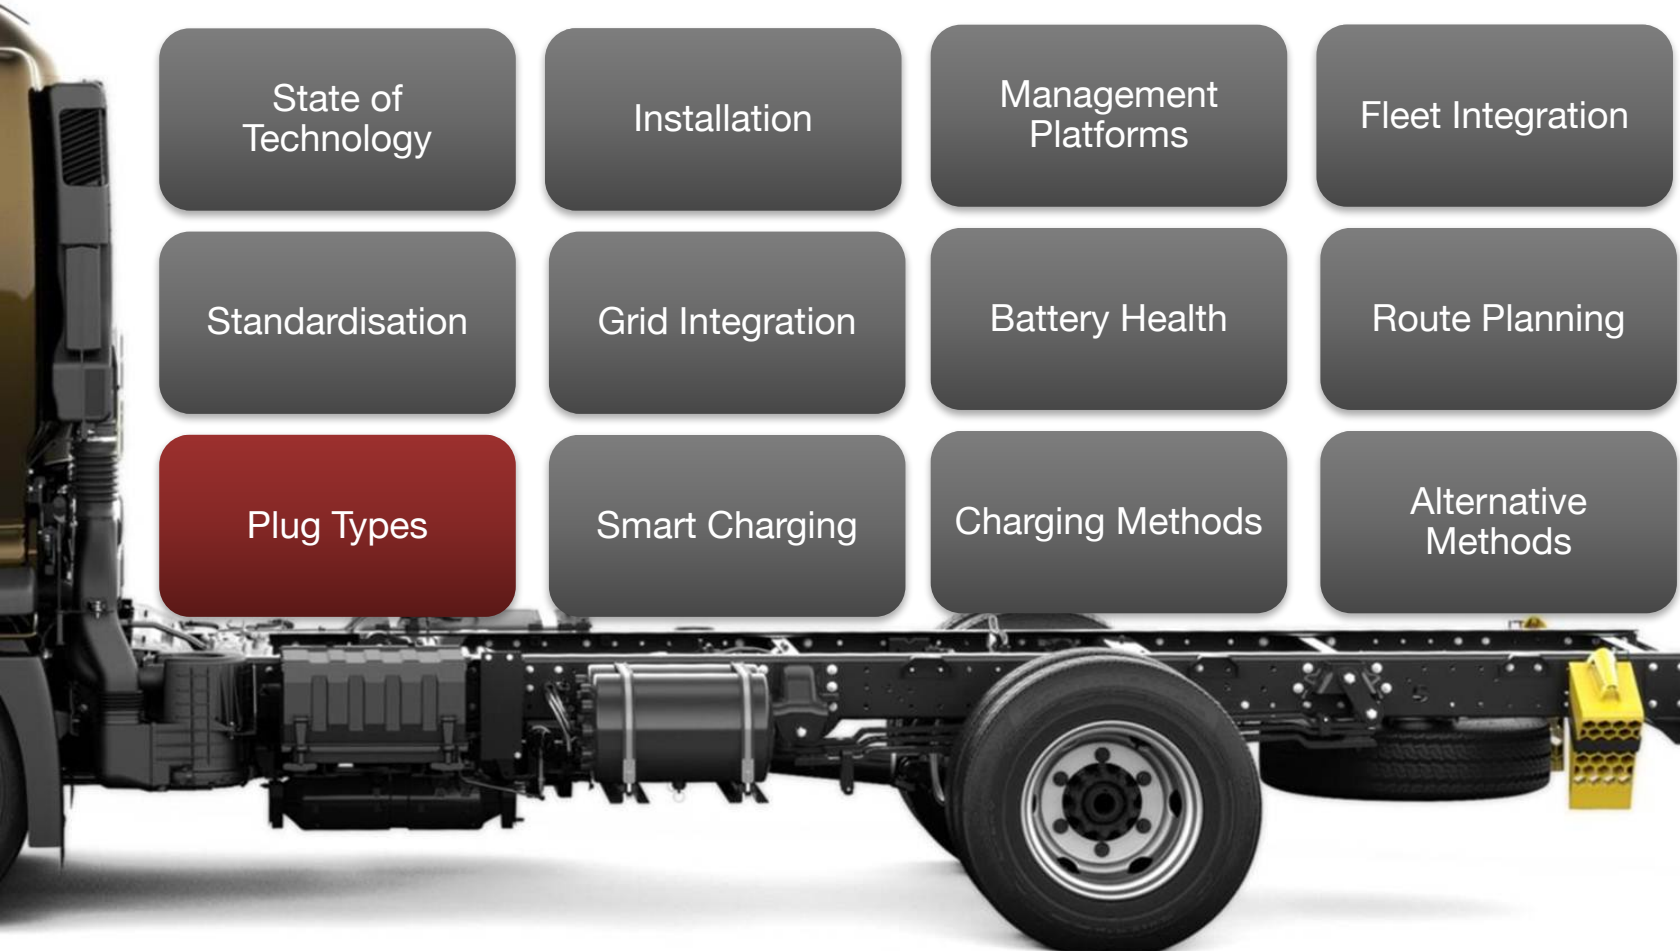 State of
Technology
Installation
Management
Platforms
Fleet Integration
Standardisation
Grid Integration
Battery Health
Route Planning
Plug Types
Smart Charging
Charging Methods
Alternative
Methods